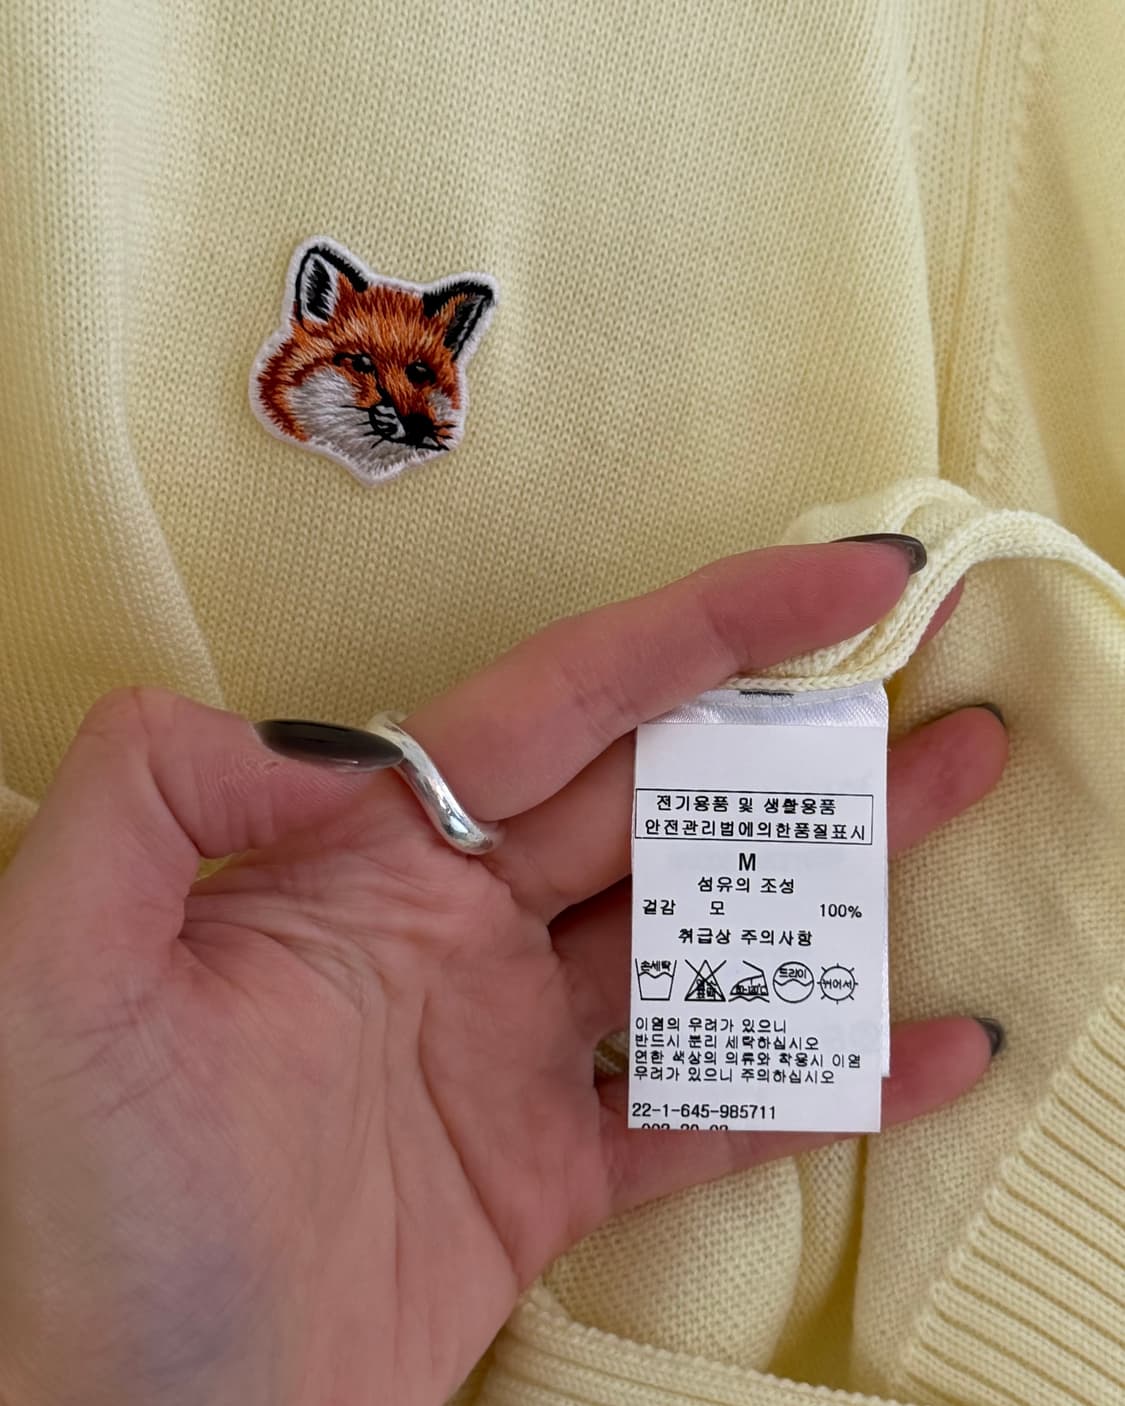 전기용품 및 생활용품
안전관리법에의한품질표시
M
섬유의 조성
겉감 모 100%
취급상 주의사항
손세탁
드라이
뉘어서
이염의 우려가 있으니
반드시 분리 세탁하십시오
연한 색상의 의류와 착용시 이염
우려가 있으니 주의하십시오
22-1-645-985711